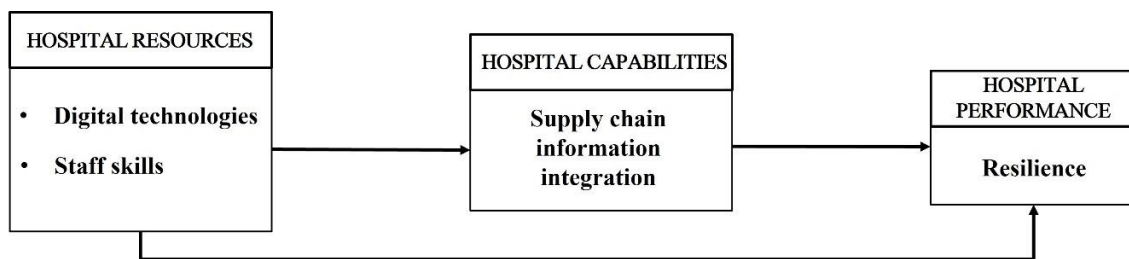 HOSPITAL RESOURCES
• Digital technologies
• Staff skills
HOSPITAL CAPABILITIES
Supply chain
information
integration
HOSPITAL
PERFORMANCE
Resilience